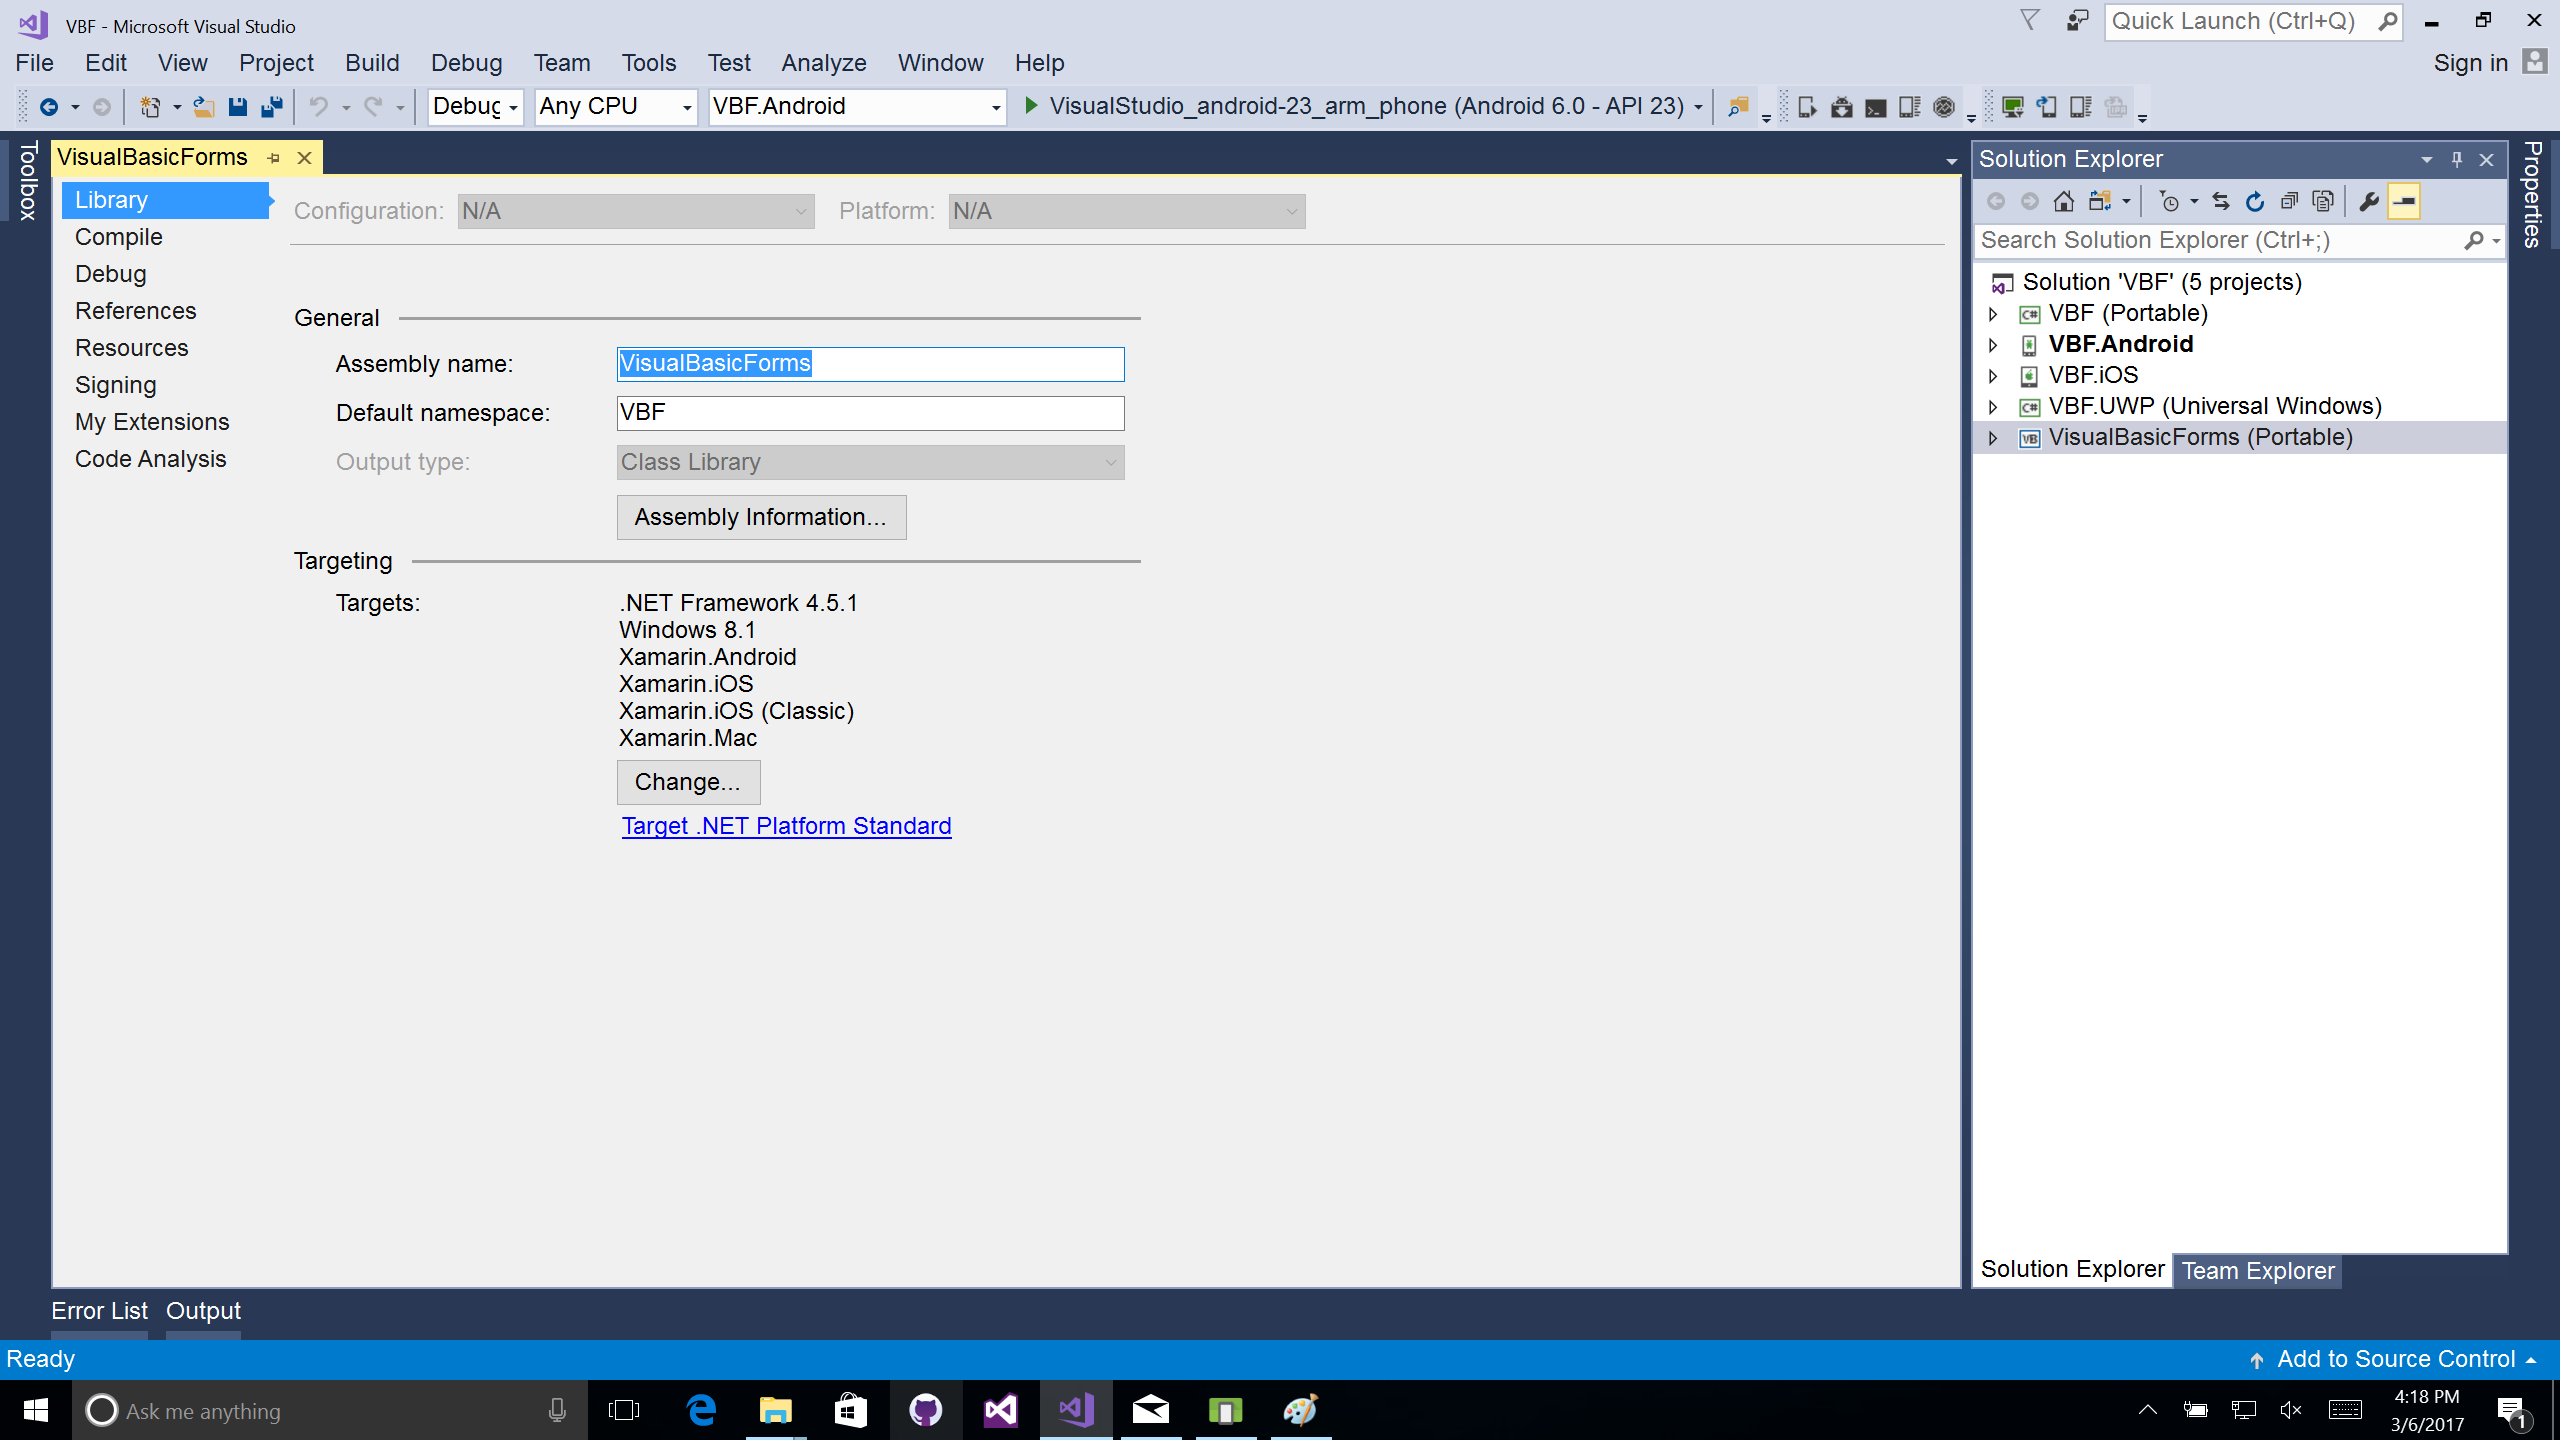 VBF - Microsoft Visual Studio
Quick Launch (Ctrl+Q)
File Edit View Project Build Debug Team Tools Test Analyze Window Help
Sign in
Debug Any CPU VBF.Android VisualStudio_android-23_arm_phone (Android 6.0 - API 23)
Toolbox
VisualBasicForms
Library
Compile
Debug
References
Resources
Signing
My Extensions
Code Analysis
Configuration: N/A Platform: N/A
General
Assembly name: VisualBasicForms
Default namespace: VBF
Output type: Class Library
Assembly Information...
Targeting
Targets: .NET Framework 4.5.1
Windows 8.1
Xamarin.Android
Xamarin.iOS
Xamarin.iOS (Classic)
Xamarin.Mac
Change...
Target .NET Platform Standard
Solution Explorer
Search Solution Explorer (Ctrl+;)
Solution 'VBF' (5 projects)
C# VBF (Portable)
VBF.Android
VBF.iOS
C# VBF.UWP (Universal Windows)
VB VisualBasicForms (Portable)
Properties
Solution Explorer Team Explorer
Error List Output
Ready
Add to Source Control
Ask me anything
4:18 PM
3/6/2017
1